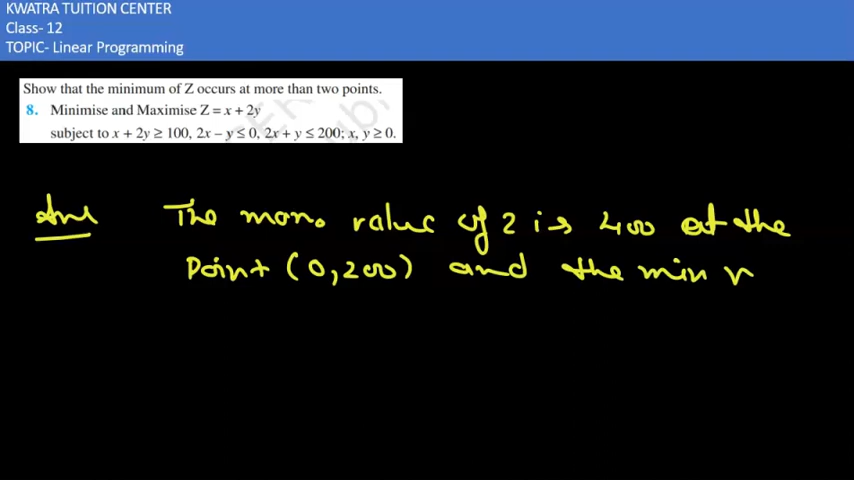 KWATRA TUITION CENTER
Class- 12
TOPIC- Linear Programming
Show that the minimum of Z occurs at more than two points.
8. Minimise and Maximise Z = x + 2y
subject to x + 2y ≥ 100, 2x – y ≤ 0, 2x + y ≤ 200; x, y ≥ 0.
Ans The max. value of Z is 400 at the
Point (0,200) and the min v